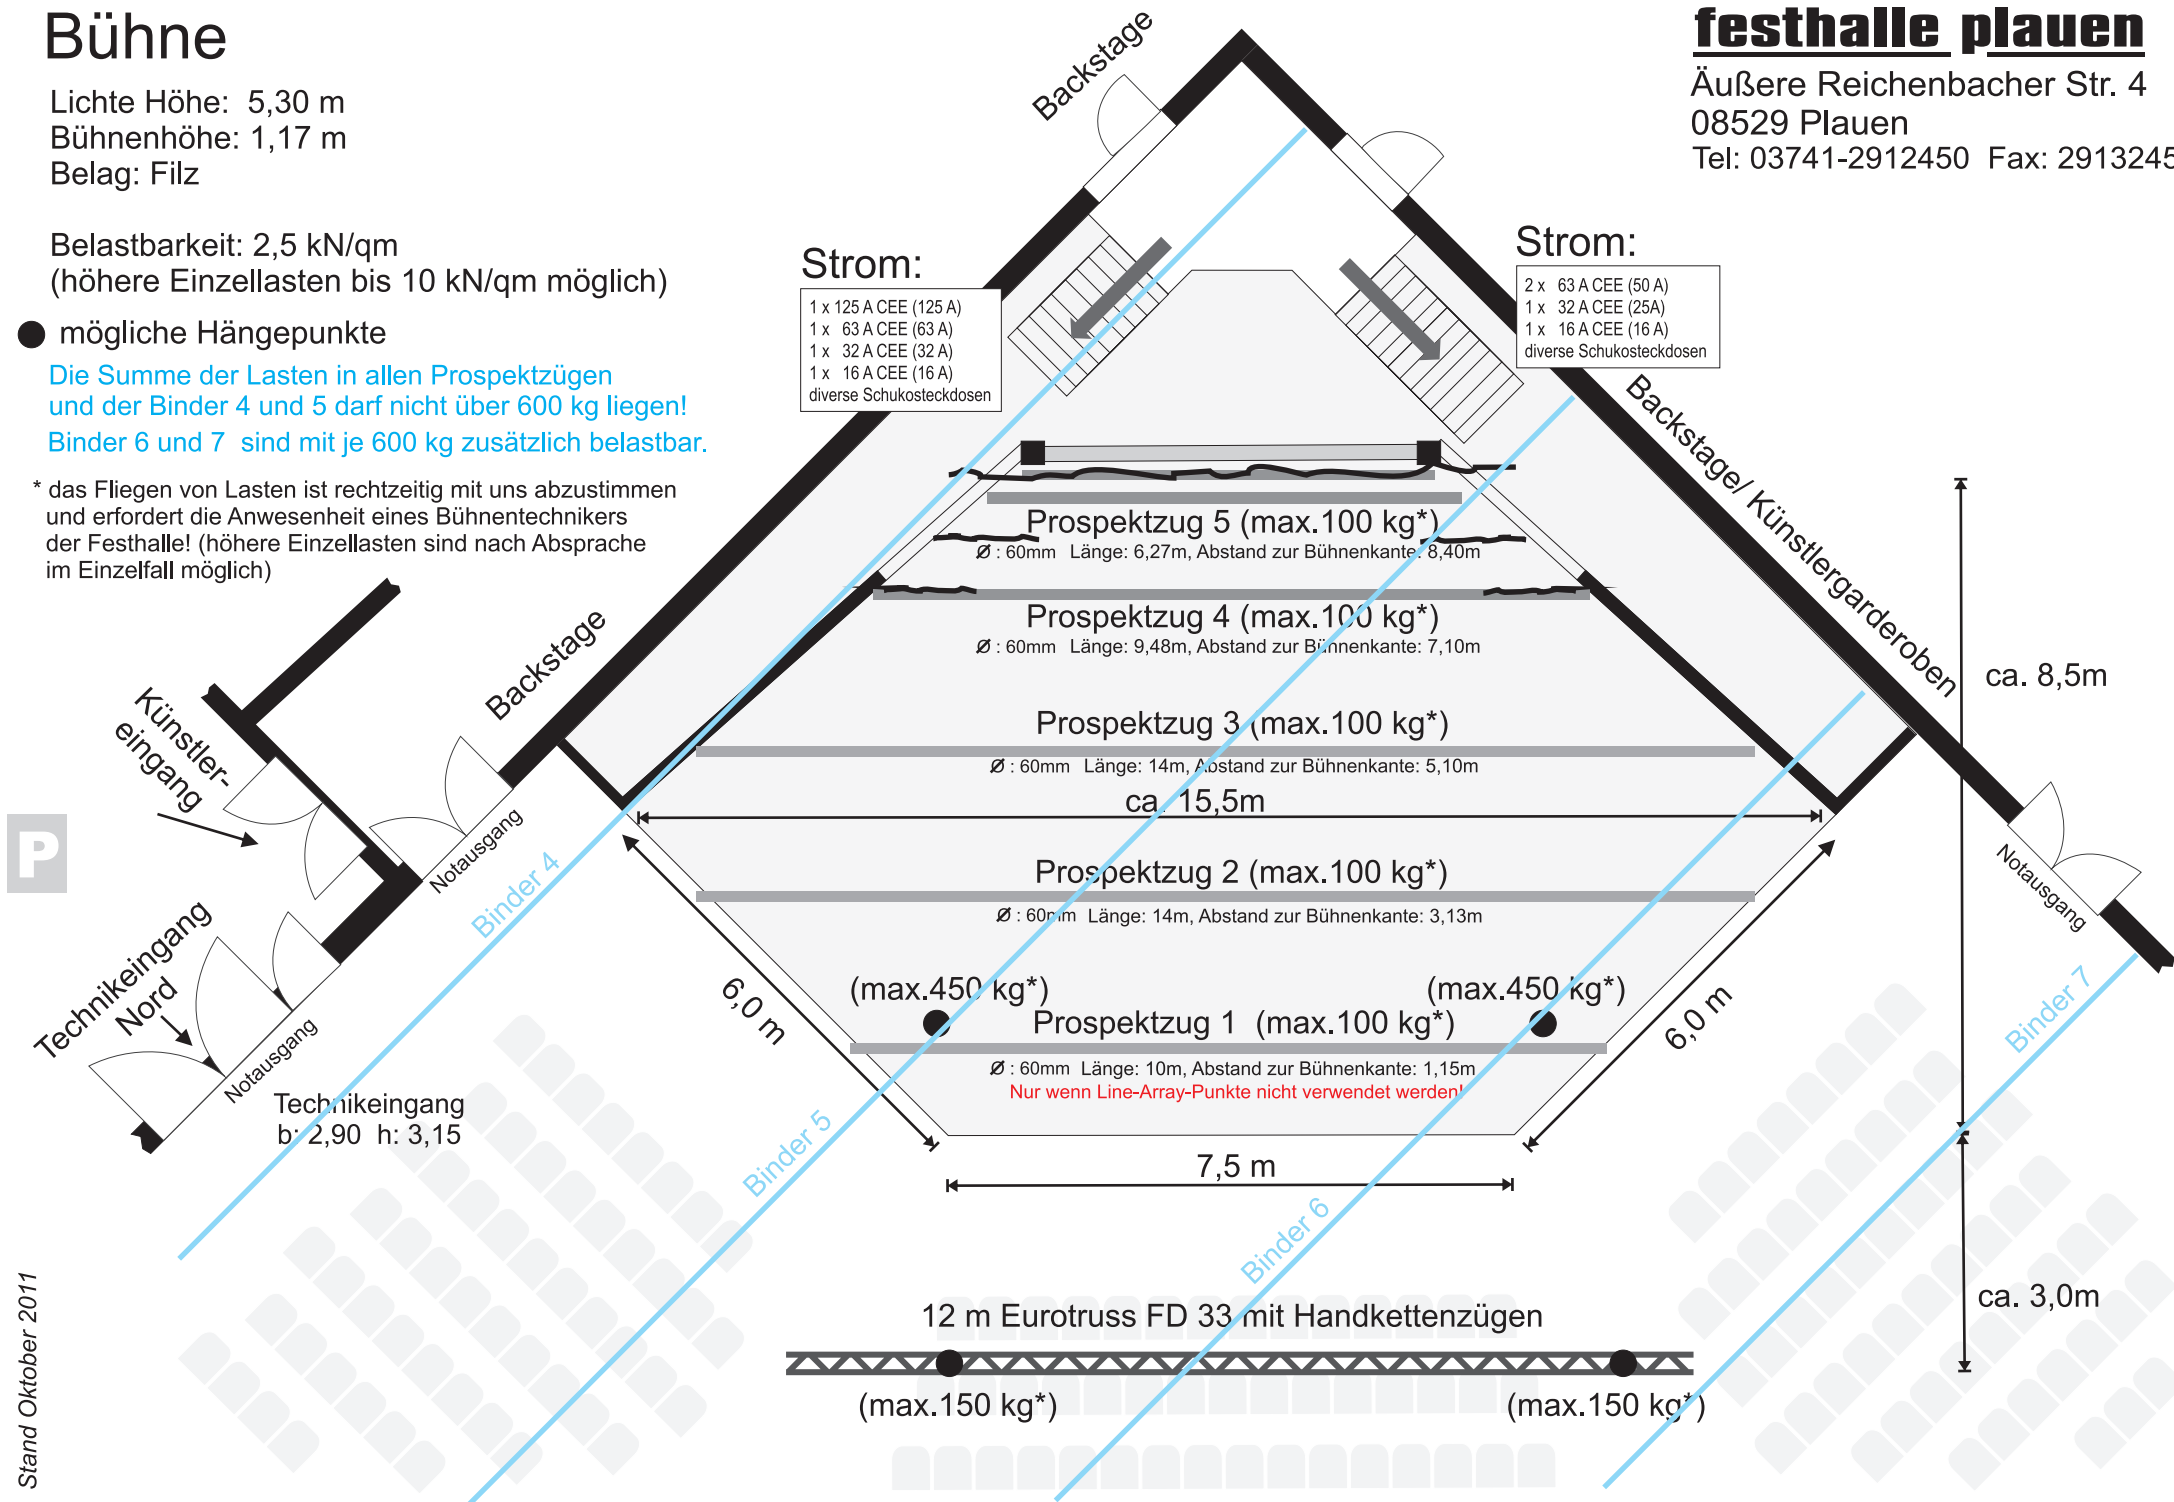 Bühne
Lichte Höhe: 5,30 m
Bühnenhöhe: 1,17 m
Belag: Filz
Belastbarkeit: 2,5 kN/qm
(höhere Einzellasten bis 10 kN/qm möglich)
mögliche Hängepunkte
Die Summe der Lasten in allen Prospektzügen
und der Binder 4 und 5 darf nicht über 600 kg liegen!
Binder 6 und 7 sind mit je 600 kg zusätzlich belastbar.
* das Fliegen von Lasten ist rechtzeitig mit uns abzustimmen
und erfordert die Anwesenheit eines Bühnentechnikers
der Festhalle! (höhere Einzellasten sind nach Absprache
im Einzelfall möglich)
festhalle plauen
Äußere Reichenbacher Str. 4
08529 Plauen
Tel: 03741-2912450 Fax: 2913245
Backstage
Strom:
1 x 125 A CEE (125 A)
1 x 63 A CEE (63 A)
1 x 32 A CEE (32 A)
1 x 16 A CEE (16 A)
diverse Schukosteckdosen
Strom:
2 x 63 A CEE (50 A)
1 x 32 A CEE (25A)
1 x 16 A CEE (16 A)
diverse Schukosteckdosen
Backstage/ Künstlergarderoben
Prospektzug 5 (max.100 kg*)
Ø : 60mm Länge: 6,27m, Abstand zur Bühnenkante: 8,40m
Prospektzug 4 (max.100 kg*)
Ø : 60mm Länge: 9,48m, Abstand zur Bühnenkante: 7,10m
Backstage
Künstler-
eingang
ca. 8,5m
Prospektzug 3 (max.100 kg*)
Ø : 60mm Länge: 14m, Abstand zur Bühnenkante: 5,10m
ca. 15,5m
P
Notausgang
Binder 4
Prospektzug 2 (max.100 kg*)
Ø : 60mm Länge: 14m, Abstand zur Bühnenkante: 3,13m
Notausgang
Technikeingang
Nord
Notausgang
6,0 m
(max.450 kg*)
(max.450 kg*)
6,0 m
Binder 7
Prospektzug 1 (max.100 kg*)
Ø : 60mm Länge: 10m, Abstand zur Bühnenkante: 1,15m
Nur wenn Line-Array-Punkte nicht verwendet werden!
Technikeingang
b: 2,90 h: 3,15
Binder 5
7,5 m
Binder 6
ca. 3,0m
12 m Eurotruss FD 33 mit Handkettenzügen
(max.150 kg*)
(max.150 kg*)
Stand Oktober 2011